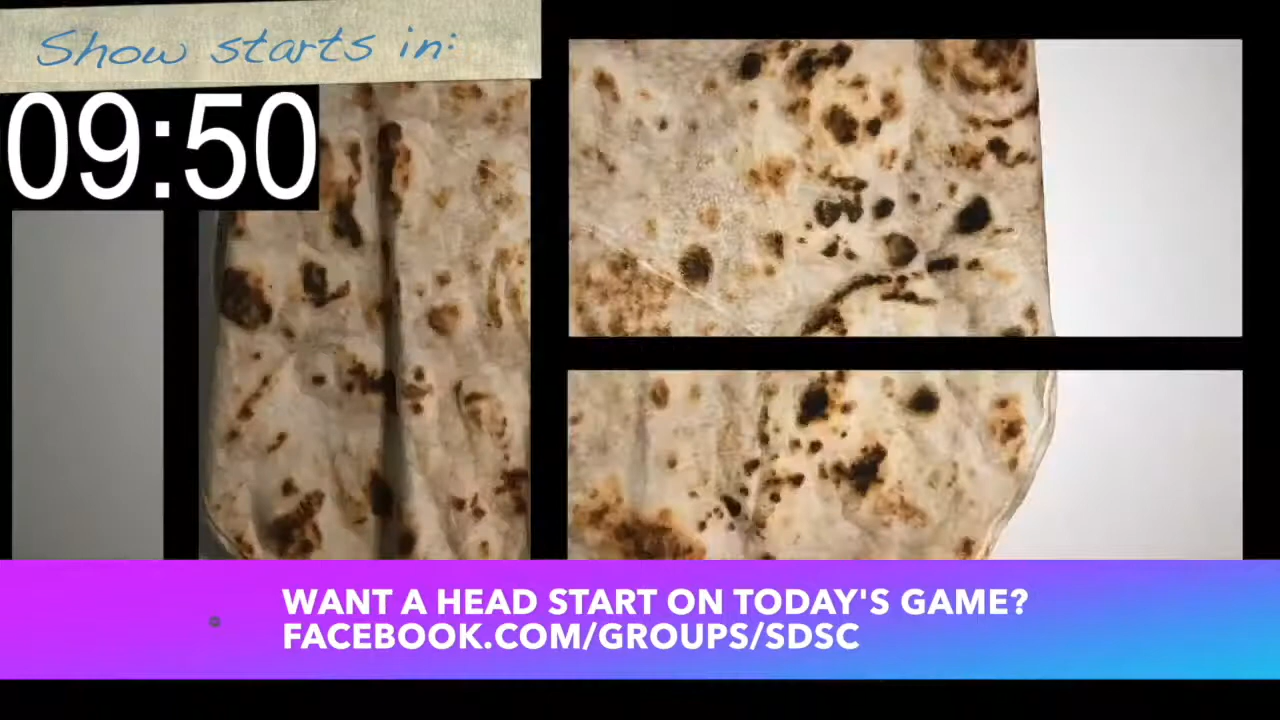 Show starts in:
09:50
WANT A HEAD START ON TODAY'S GAME?
FACEBOOK.COM/GROUPS/SDSC